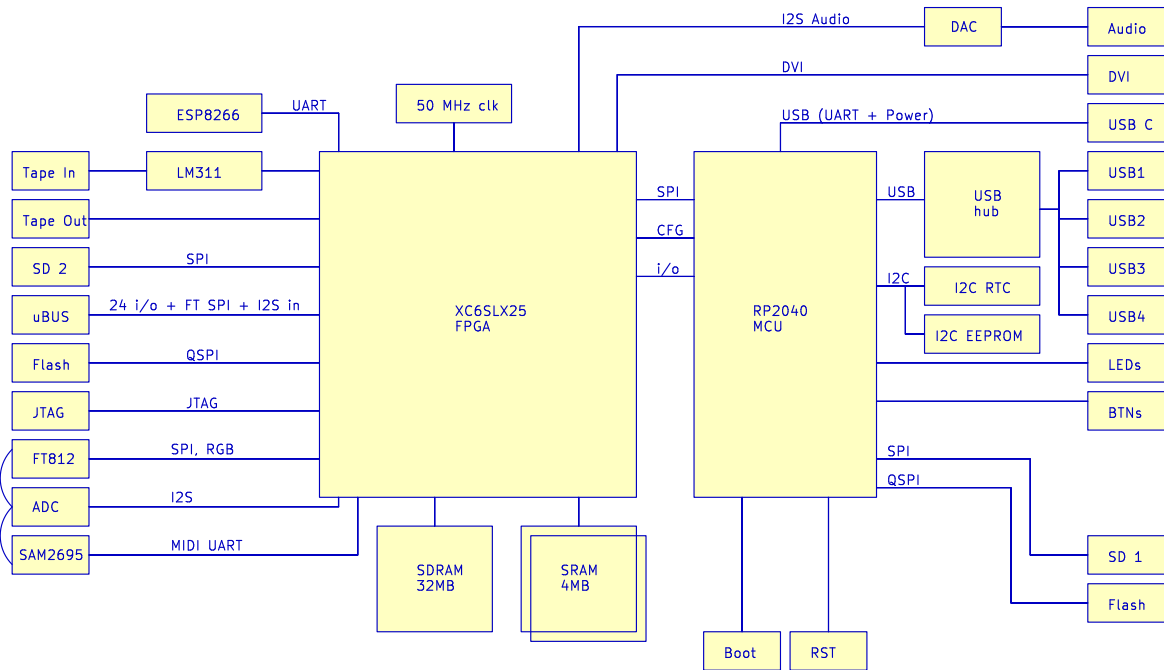 I2S Audio
DAC
Audio
DVI
DVI
50 MHz clk
ESP8266
UART
USB (UART + Power)
USB C
Tape In
LM311
SPI
USB
USB
hub
USB1
Tape Out
CFG
USB2
SD 2
SPI
i/o
I2C
I2C RTC
USB3
uBUS
24 i/o + FT SPI + I2S in
XC6SLX25
FPGA
RP2040
MCU
I2C EEPROM
USB4
Flash
QSPI
LEDs
JTAG
JTAG
BTNs
FT812
SPI, RGB
SPI
QSPI
ADC
I2S
SAM2695
MIDI UART
SDRAM
32MB
SRAM
4MB
SD 1
Flash
Boot
RST